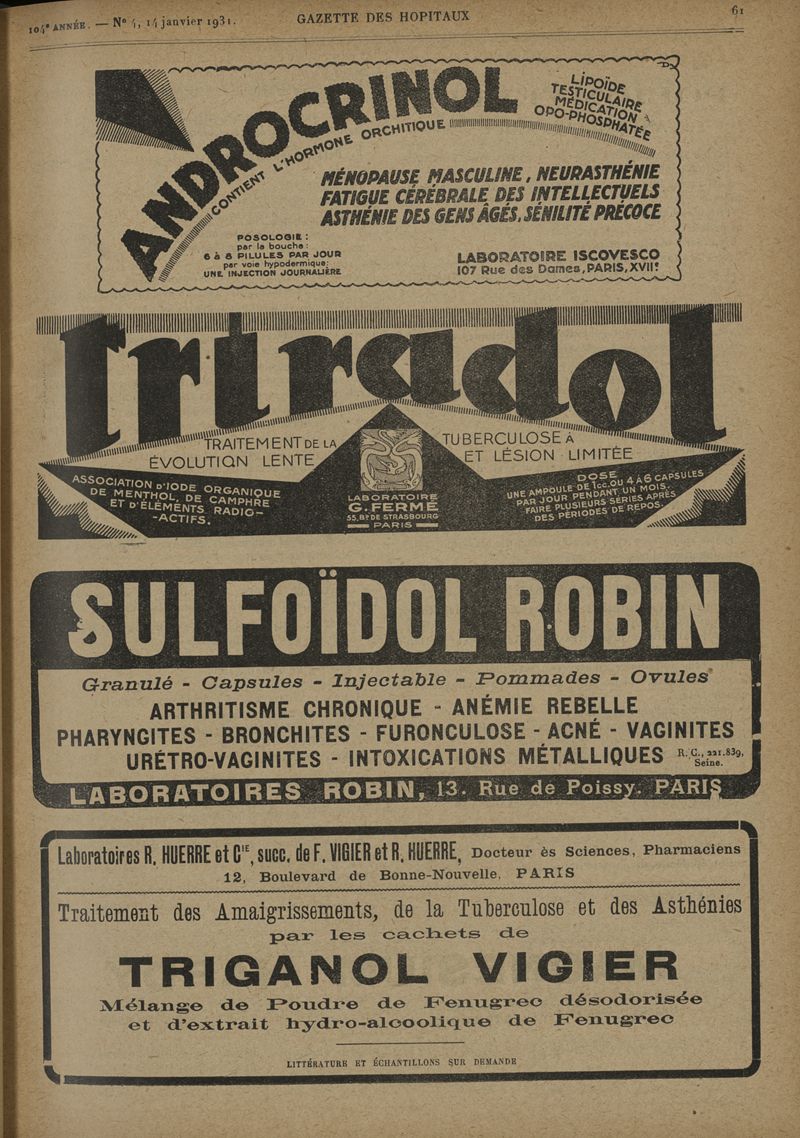 104e ANNÉE. — No 4, 14 janvier 1931.
GAZETTE DES HOPITAUX
61
ANDROCRINOL
CONTIENT L'HORMONE ORCHITIQUE
LIPOÏDE
TESTICULAIRE
MÉDICATION
OPO-PHOSPHATÉE
MÉNOPAUSE MASCULINE, NEURASTHÉNIE
FATIGUE CÉRÉBRALE DES INTELLECTUELS
ASTHÉNIE DES GENS ÂGÉS, SÉNILITÉ PRÉCOCE
POSOLOGIE :
par la bouche :
6 à 8 PILULES PAR JOUR
par voie hypodermique:
UNE INJECTION JOURNALIÈRE
LABORATOIRE ISCOVESCO
107 Rue des Dames, PARIS, XVIIe
triradol
TRAITEMENT DE LA TUBERCULOSE À
ÉVOLUTION LENTE ET LÉSION LIMITÉE
ASSOCIATION D'IODE ORGANIQUE
DE MENTHOL, DE CAMPHRE
ET D'ÉLÉMENTS RADIO-
-ACTIFS.
LABORATOIRE
G. FERMÉ
55, Bd DE STRASBOURG
PARIS
DOSE
UNE AMPOULE DE 1cc. OU 4 À 6 CAPSULES
PAR JOUR PENDANT UN MOIS.
FAIRE PLUSIEURS SÉRIES APRÈS
DES PÉRIODES DE REPOS.
SULFOÏDOL ROBIN
Granulé - Capsules - Injectable - Pommades - Ovules
ARTHRITISME CHRONIQUE - ANÉMIE REBELLE
PHARYNGITES - BRONCHITES - FURONCULOSE - ACNÉ - VAGINITES
URÉTRO-VAGINITES - INTOXICATIONS MÉTALLIQUES R. C., 221.839,
Seine.
LABORATOIRES ROBIN, 13. Rue de Poissy. PARIS
Laboratoires R. HUERRE et CIE, succ. de F. VIGIER et R. HUERRE, Docteur ès Sciences, Pharmaciens
12, Boulevard de Bonne-Nouvelle, PARIS
Traitement des Amaigrissements, de la Tuberculose et des Asthénies
par les cachets de
TRIGANOL VIGIER
Mélange de Poudre de Fenugrec désodorisée
et d'extrait hydro-alcoolique de Fenugrec
LITTÉRATURE ET ÉCHANTILLONS SUR DEMANDE